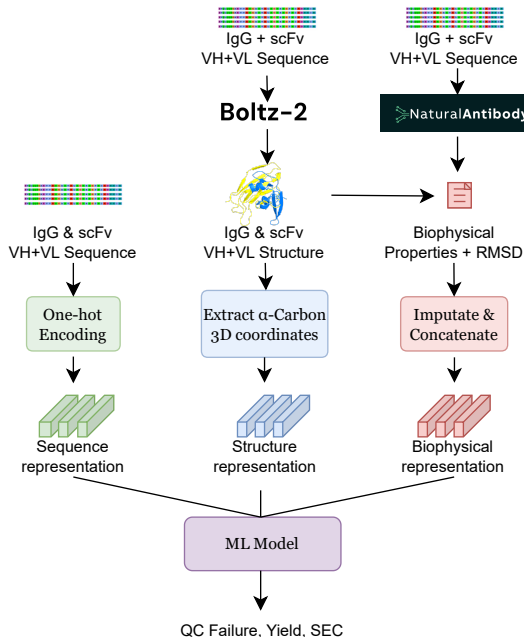 IgG + scFv
VH+VL Sequence
IgG + scFv
VH+VL Sequence
Boltz-2
NaturalAntibody
IgG & scFv
VH+VL Sequence
IgG & scFv
VH+VL Structure
Biophysical
Properties + RMSD
One-hot
Encoding
Extract α-Carbon
3D coordinates
Imputate &
Concatenate
Sequence
representation
Structure
representation
Biophysical
representation
ML Model
QC Failure, Yield, SEC